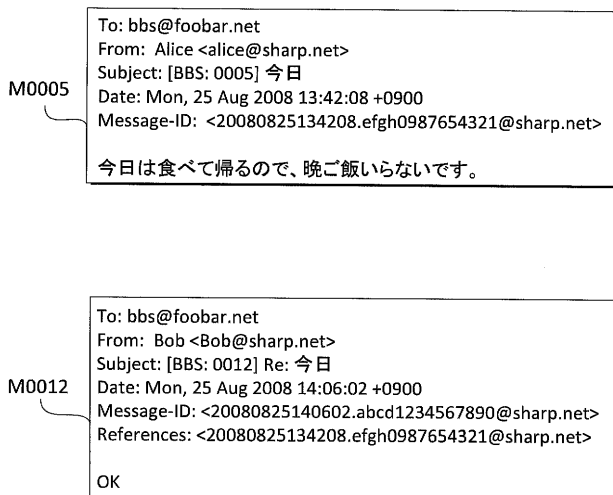 To: bbs@foobar.net
From: Alice <alice@sharp.net>
Subject: [BBS: 0005] 今日
M0005
Date: Mon, 25 Aug 2008 13:42:08 +0900
Message-ID: <20080825134208.efgh0987654321@sharp.net>
今日は食べて帰るので、晩ご飯いらないです。
To: bbs@foobar.net
From: Bob <Bob@sharp.net>
Subject: [BBS: 0012] Re: 今日
M0012
Date: Mon, 25 Aug 2008 14:06:02 +0900
Message-ID: <20080825140602.abcd1234567890@sharp.net>
References: <20080825134208.efgh0987654321@sharp.net>
OK